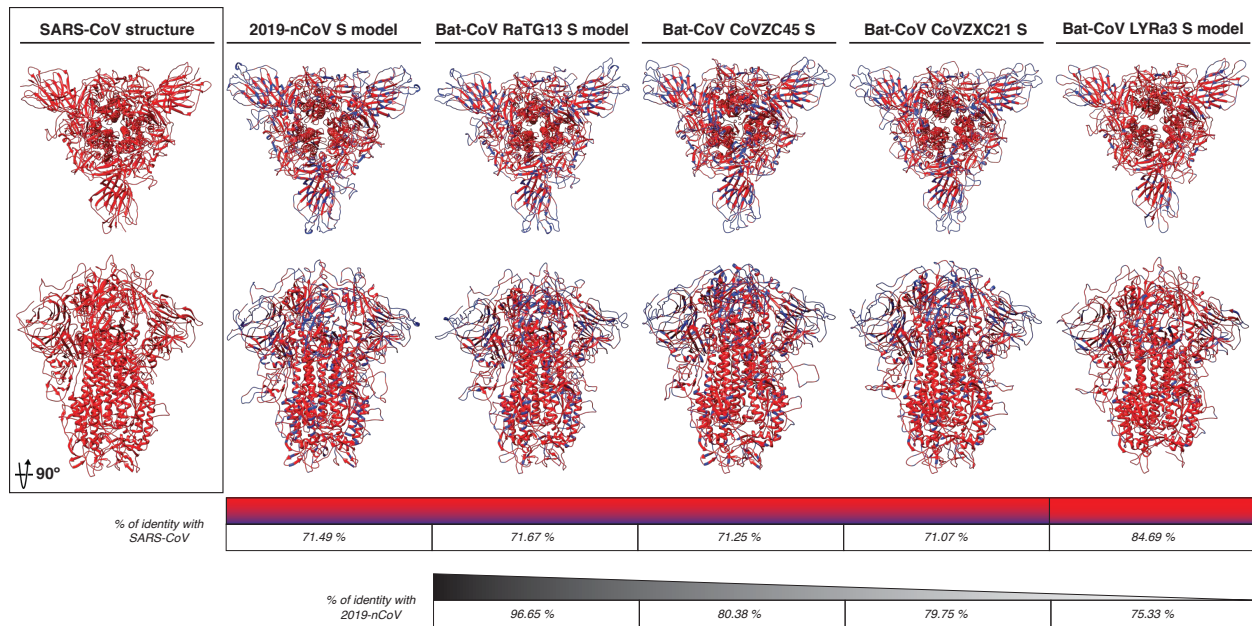 SARS-CoV structure
2019-nCoV S model
Bat-CoV RaTG13 S model
Bat-CoV CoVZC45 S
Bat-CoV CoVZXC21 S
Bat-CoV LYRa3 S model
90º
% of identity with
SARS-CoV
71.49 %
71.67 %
71.25 %
71.07 %
84.69 %
% of identity with
2019-nCoV
96.65 %
80.38 %
79.75 %
75.33 %